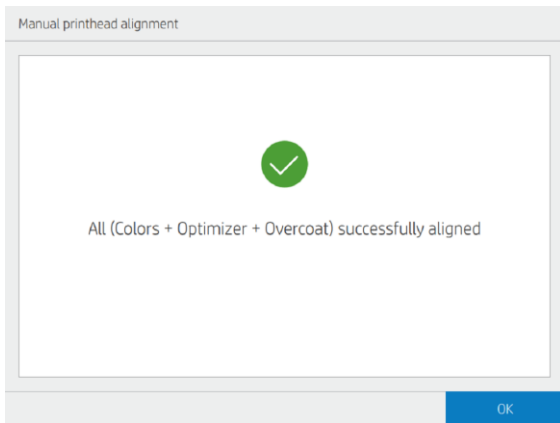 Manual printhead alignment
All (Colors + Optimizer + Overcoat) successfully aligned
OK